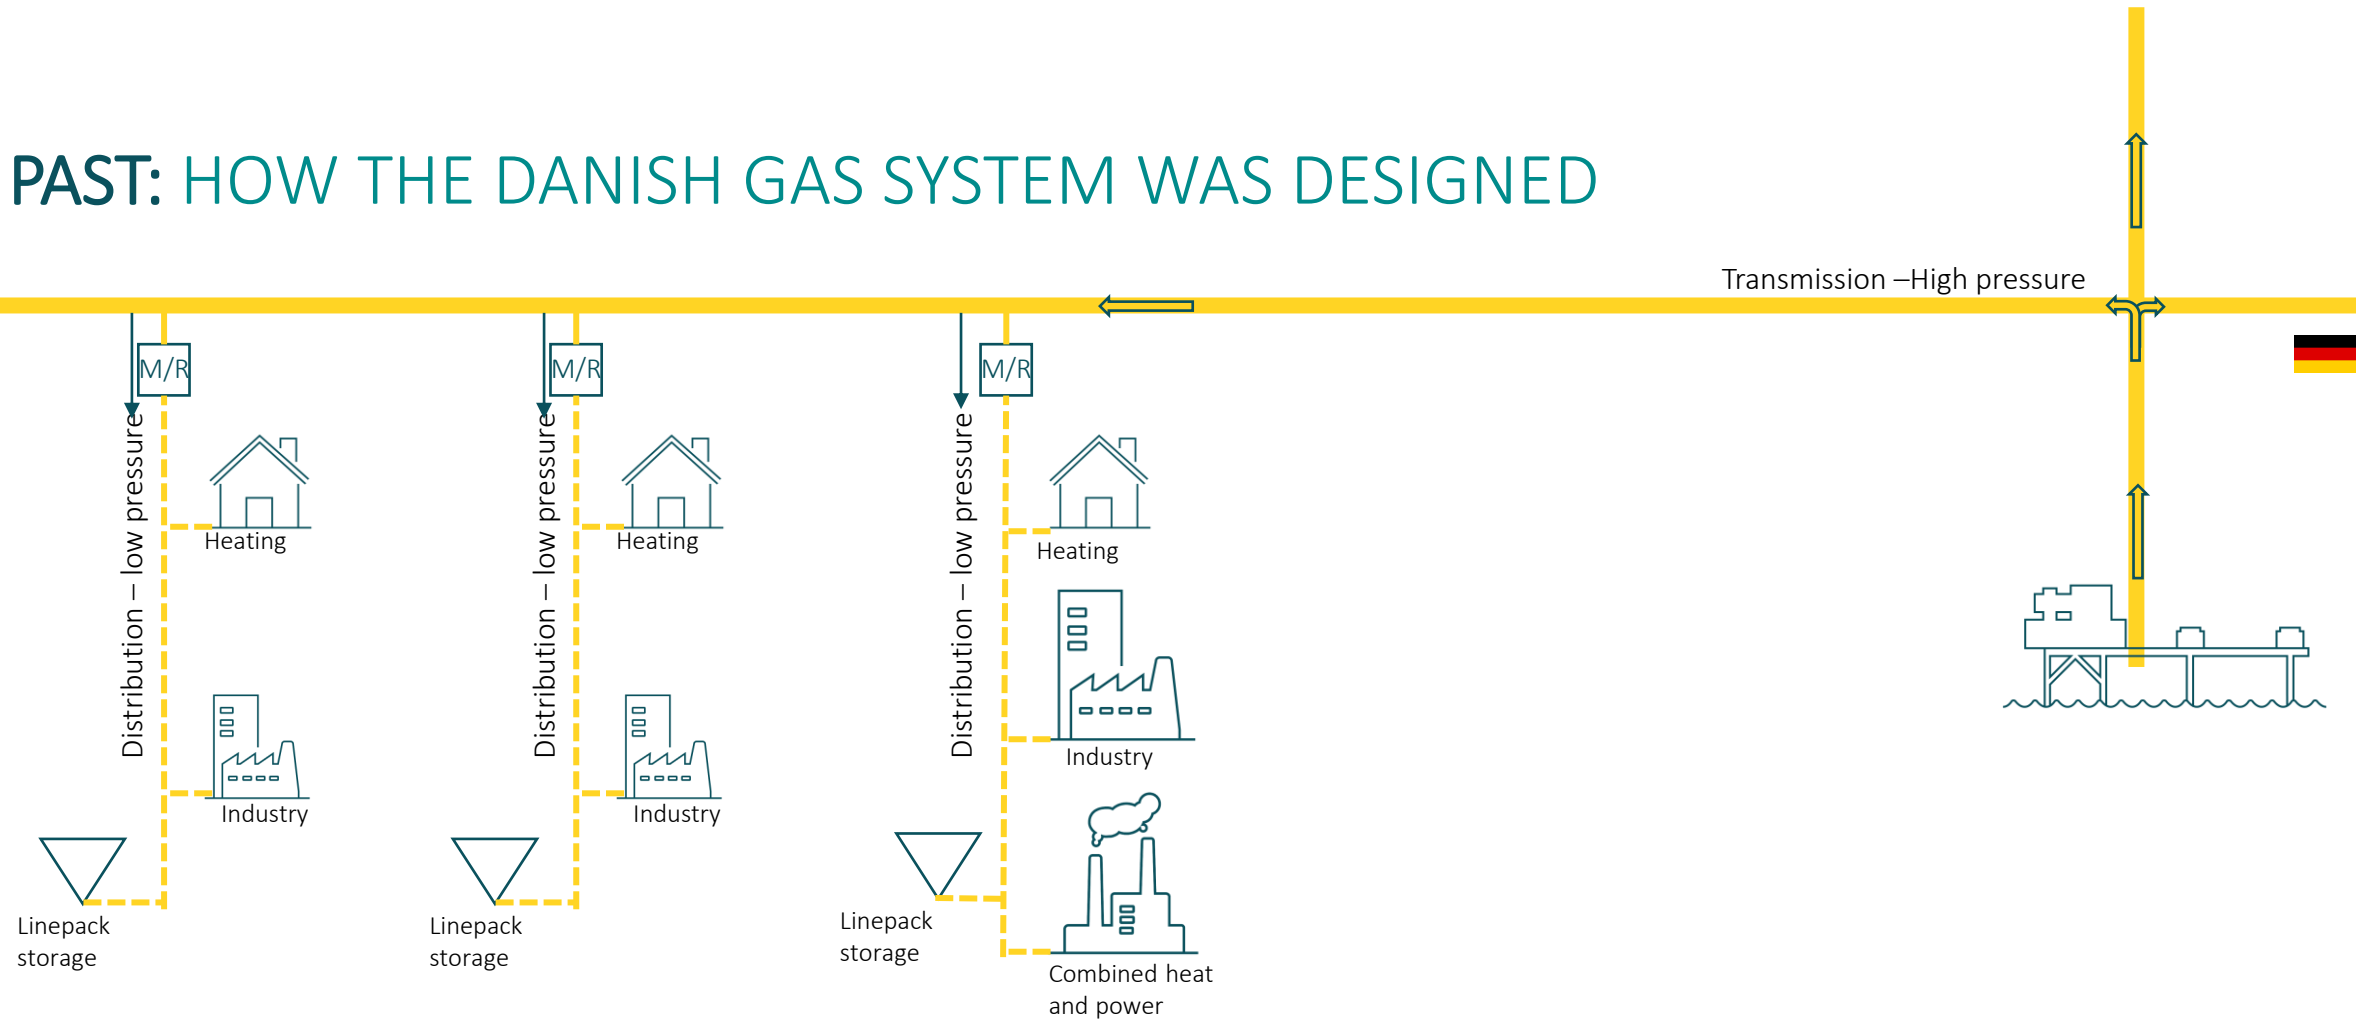 PAST: HOW THE DANISH GAS SYSTEM WAS DESIGNED
Transmission –High pressure
M/R
M/R
M/R
Distribution – low pressure
Distribution – low pressure
Distribution – low pressure
Heating
Heating
Heating
Industry
Industry
Industry
Linepack
storage
Linepack
storage
Linepack
storage
Combined heat
and power